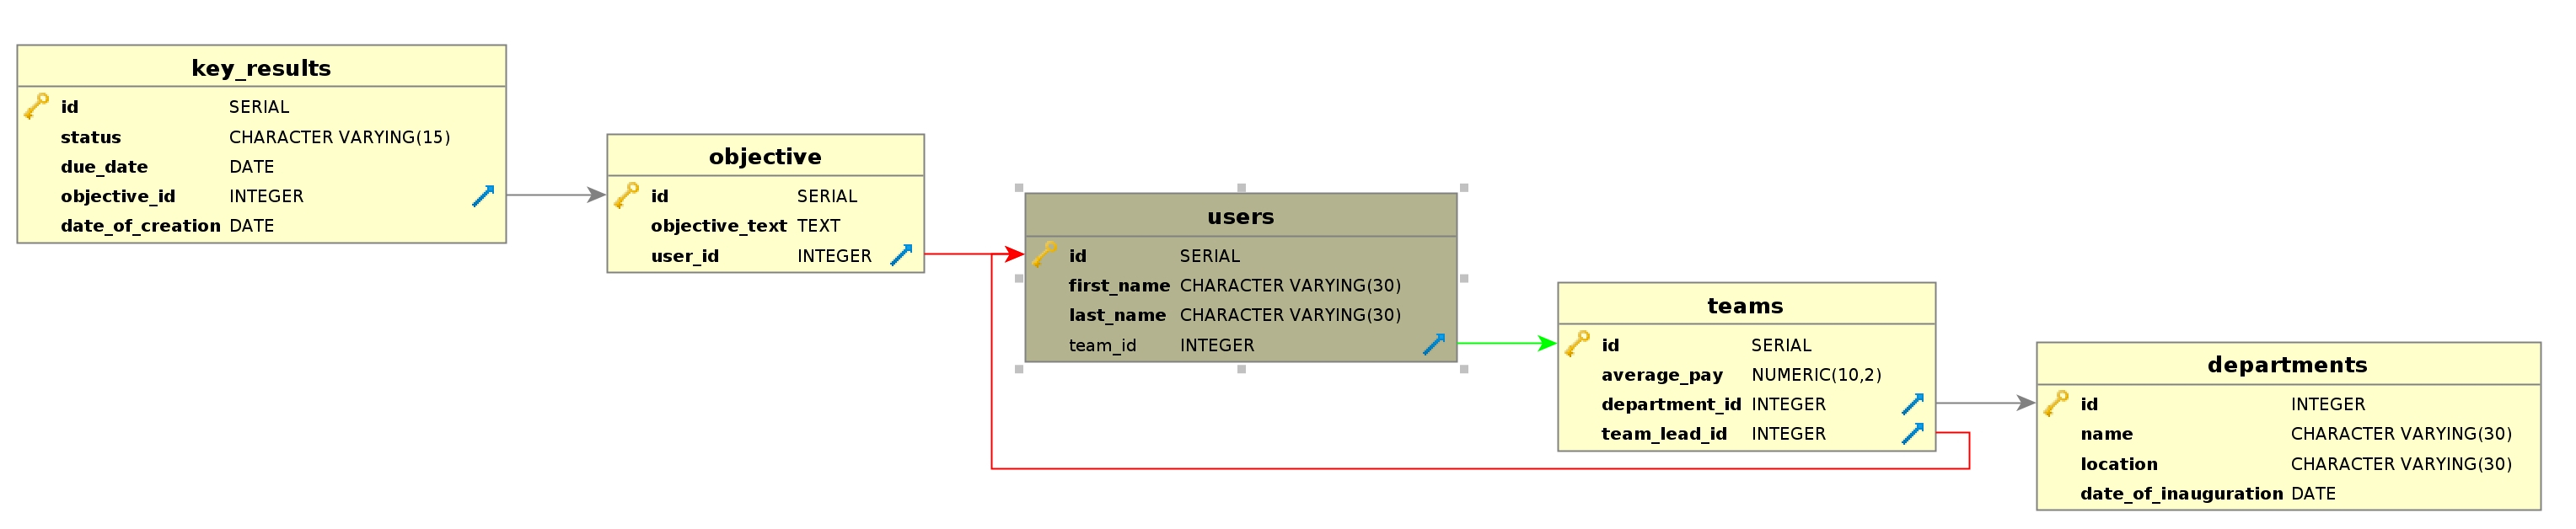 key_results
id SERIAL
status CHARACTER VARYING(15)
due_date DATE
objective_id INTEGER
date_of_creation DATE
objective
id SERIAL
objective_text TEXT
user_id INTEGER
users
id SERIAL
first_name CHARACTER VARYING(30)
last_name CHARACTER VARYING(30)
team_id INTEGER
teams
id SERIAL
average_pay NUMERIC(10,2)
department_id INTEGER
team_lead_id INTEGER
departments
id INTEGER
name CHARACTER VARYING(30)
location CHARACTER VARYING(30)
date_of_inauguration DATE